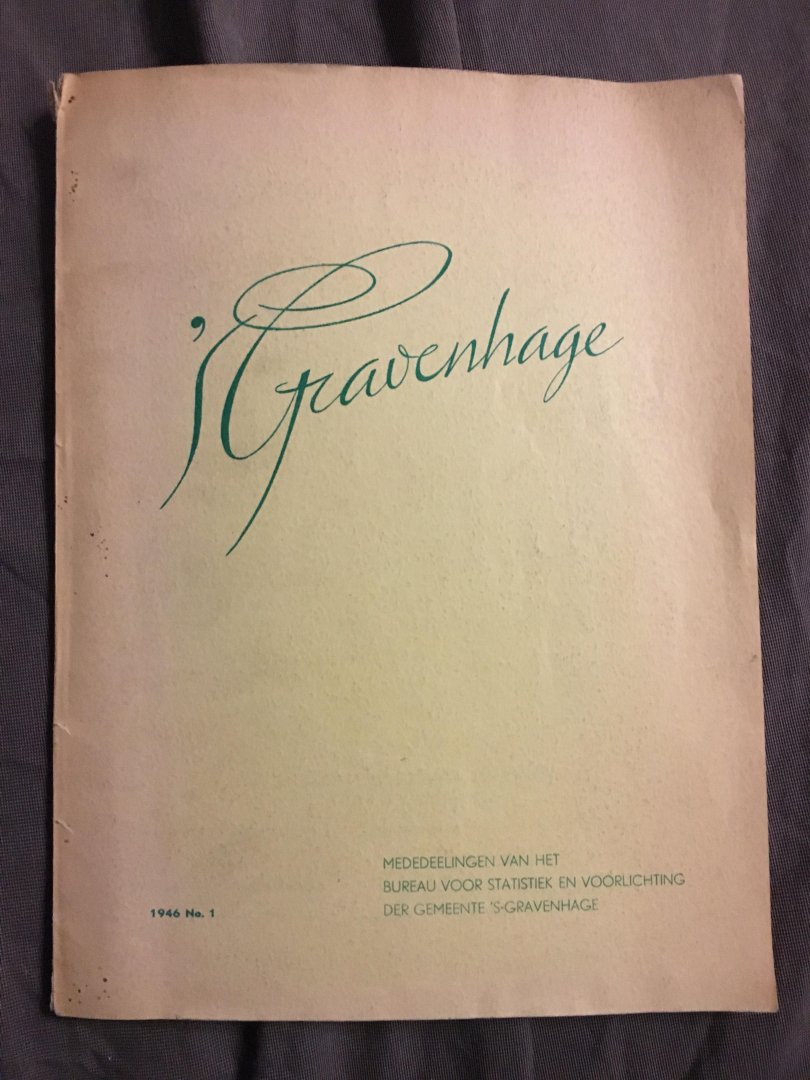 's Gravenhage
MEDEDEELINGEN VAN HET
BUREAU VOOR STATISTIEK EN VOORLICHTING
DER GEMEENTE 'S-GRAVENHAGE
1946 No. 1